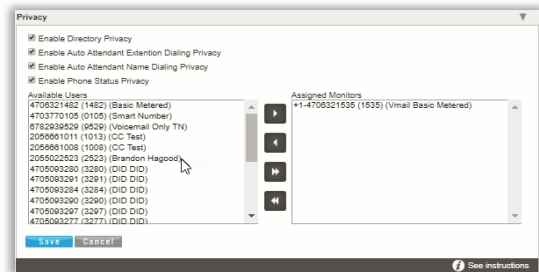 Privacy
Enable Directory Privacy
Enable Auto Attendant Extention Dialing Privacy
Enable Auto Attendant Name Dialing Privacy
Enable Phone Status Privacy
Available Users
4706321482 (1482) (Basic Metered)
4703770105 (0105) (Smart Number)
6782939529 (9529) (Voicemail Only TN)
2056661011 (1013) (CC Test)
2056661008 (1008) (CC Test)
2055022523 (2523) (Brandon Hagood)
4705093280 (3280) (DID DID)
4705093291 (3291) (DID DID)
4705093284 (3284) (DID DID)
4705093290 (3290) (DID DID)
4705093297 (3297) (DID DID)
4705093277 (3277) (DID DID)
Assigned Monitors
+1-4706321535 (1535) (Vmail Basic Metered)
Save
Cancel
See instructions